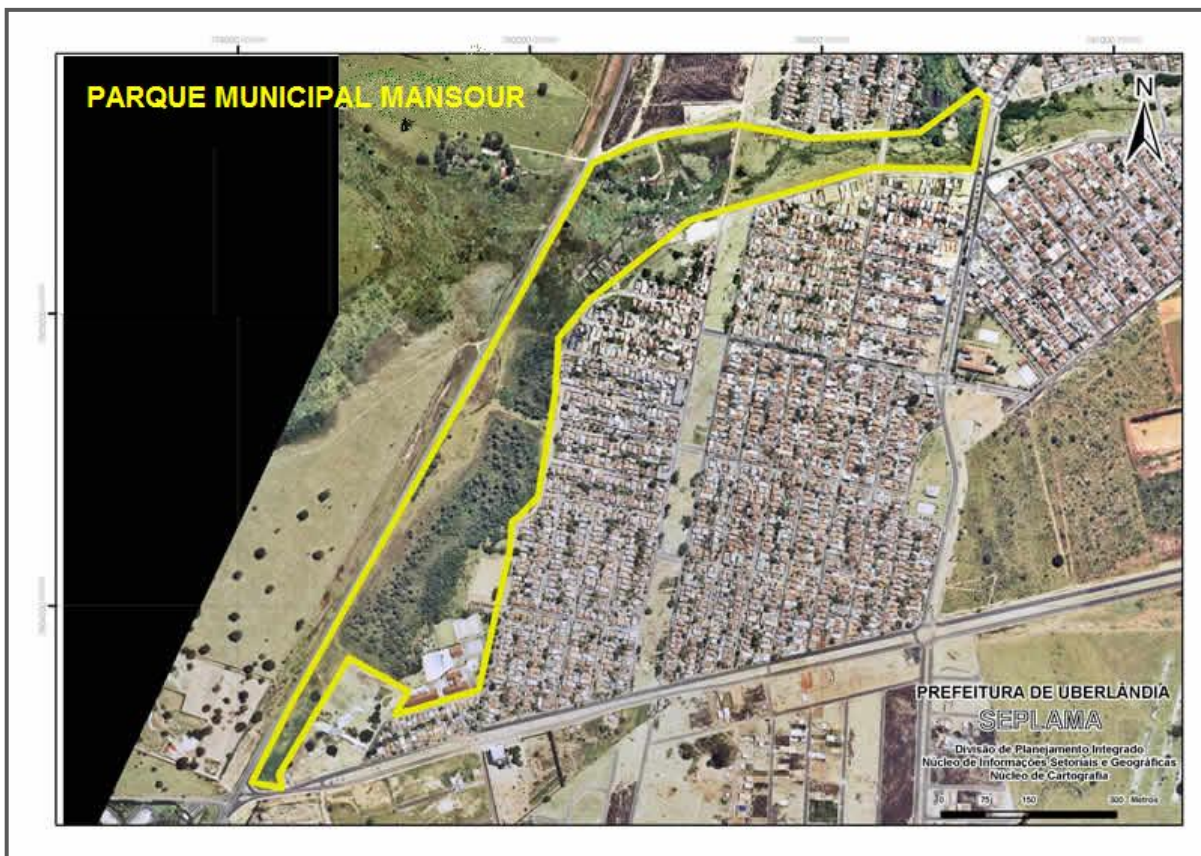 PARQUE MUNICIPAL MANSOUR
N
PREFEITURA DE UBERLÂNDIA
SEPLAMA
Divisão de Planejamento Integrado
Núcleo de Informações Setoriais e Geográficas
Núcleo de Cartografia
0 75 150 300 Metros